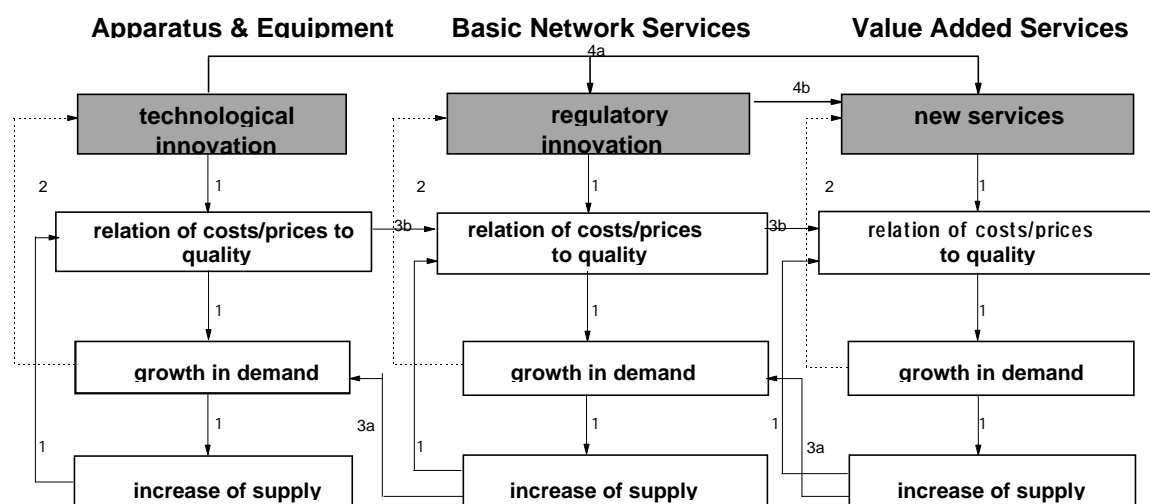 Apparatus & Equipment Basic Network Services Value Added Services
4a
4b
technological
innovation
regulatory
innovation
new services
2 1 1 2 1 2
relation of costs/prices to
quality
3b
relation of costs/prices
to quality
3b
relation of costs/prices
to quality
1 1 1
growth in demand growth in demand growth in demand
1 1 3a 1 1 1 3a 1
increase of supply increase of supply increase of supply